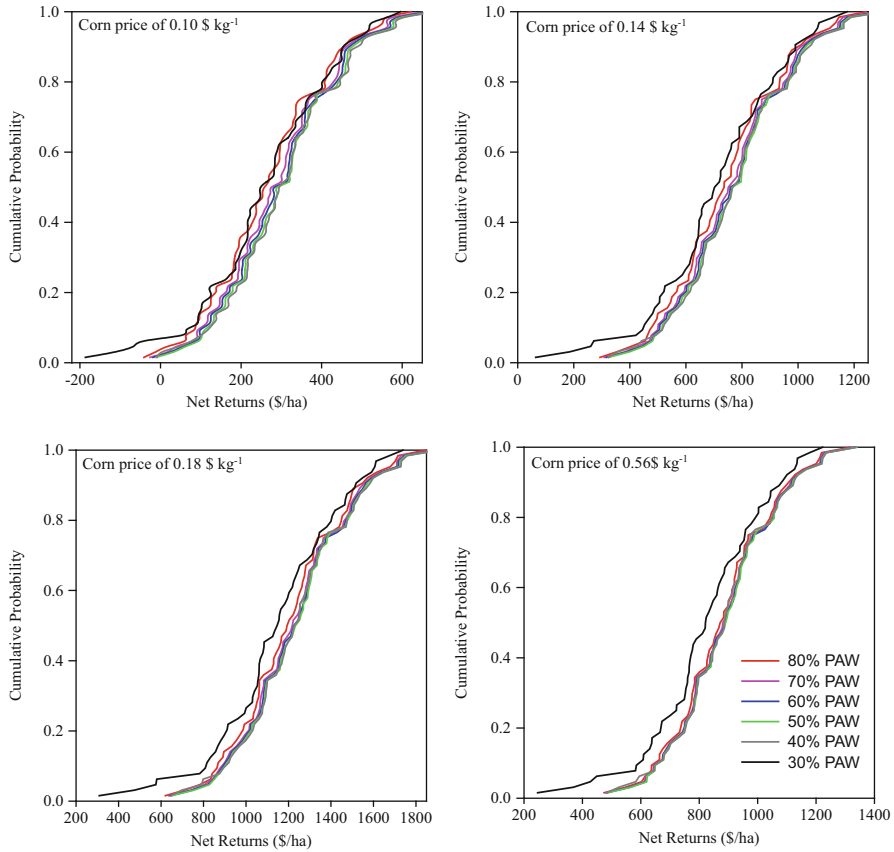 Corn price of 0.10 $ kg-1
1.0
0.8
0.6
0.4
0.2
0.0
Cumulative Probability
-200
0
200
400
600
Net Returns ($/ha)
Corn price of 0.14 $ kg-1
1.0
0.8
0.6
0.4
0.2
0.0
Cumulative Probability
0
200
400
600
800
1000
1200
Net Returns ($/ha)
Corn price of 0.18 $ kg-1
1.0
0.8
0.6
0.4
0.2
0.0
Cumulative Probability
200
400
600
800
1000
1200
1400
1600
1800
Net Returns ($/ha)
Corn price of 0.56$ kg-1
1.0
0.8
0.6
0.4
0.2
0.0
Cumulative Probability
80% PAW
70% PAW
60% PAW
50% PAW
40% PAW
30% PAW
200
400
600
800
1000
1200
1400
Net Returns ($/ha)